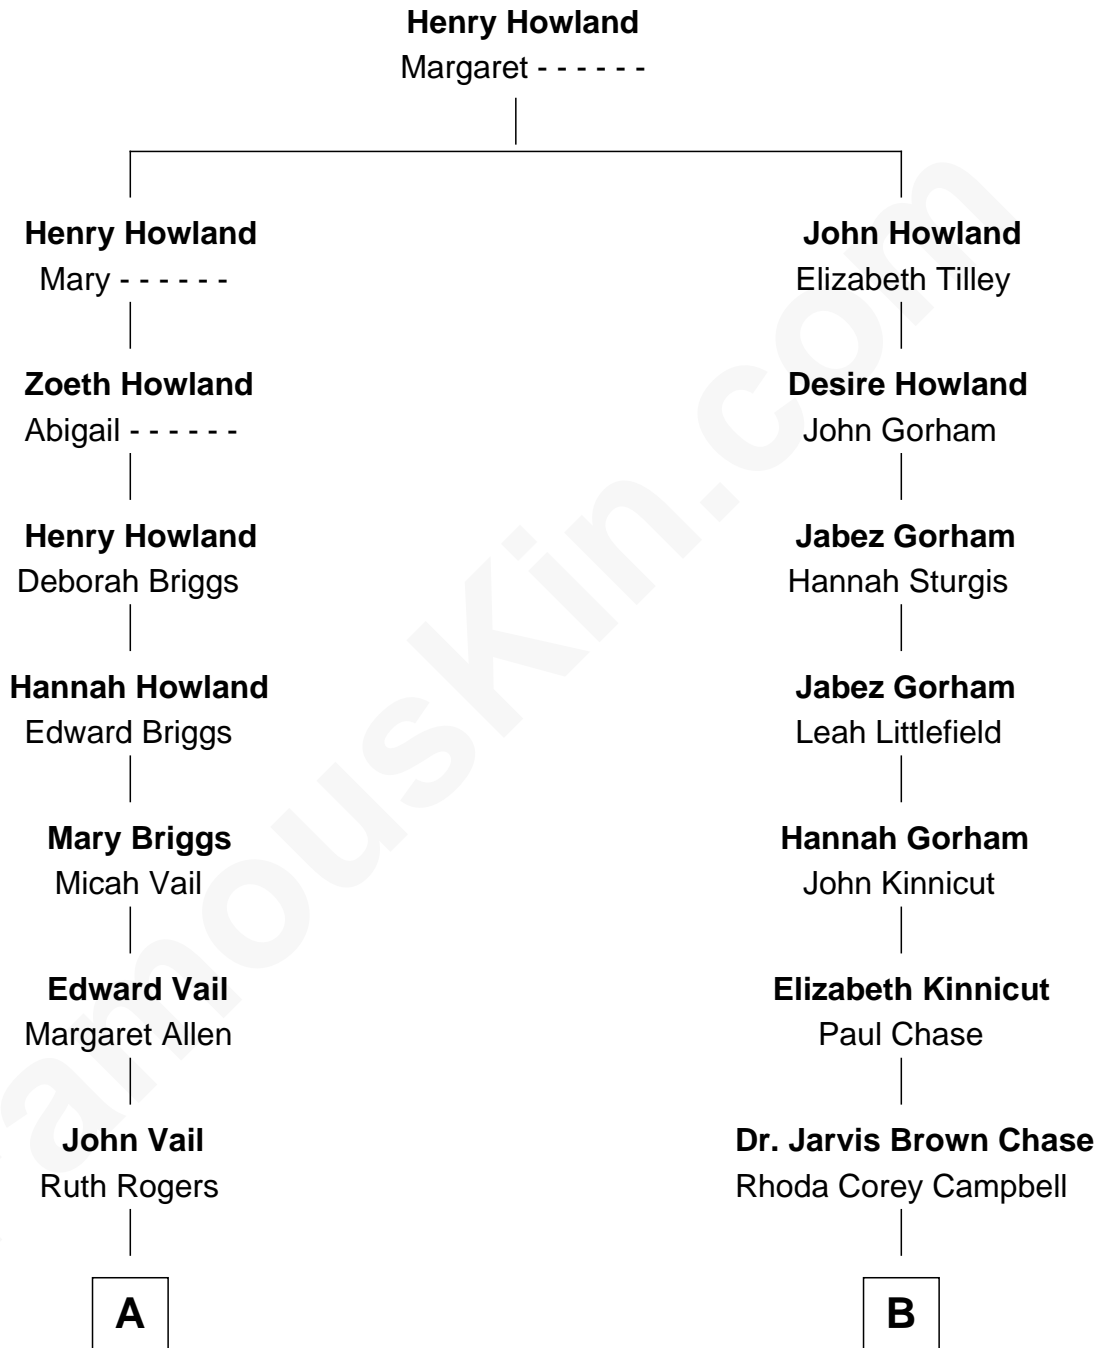 Henry Howland
Margaret - - - - - -
Henry Howland
Mary - - - - - -
John Howland
Elizabeth Tilley
Zoeth Howland
Abigail - - - - - -
Desire Howland
John Gorham
Henry Howland
Deborah Briggs
Jabez Gorham
Hannah Sturgis
Hannah Howland
Edward Briggs
Jabez Gorham
Leah Littlefield
Mary Briggs
Micah Vail
Hannah Gorham
John Kinnicut
Edward Vail
Margaret Allen
Elizabeth Kinnicut
Paul Chase
John Vail
Ruth Rogers
Dr. Jarvis Brown Chase
Rhoda Corey Campbell
A
B
amouskin.com